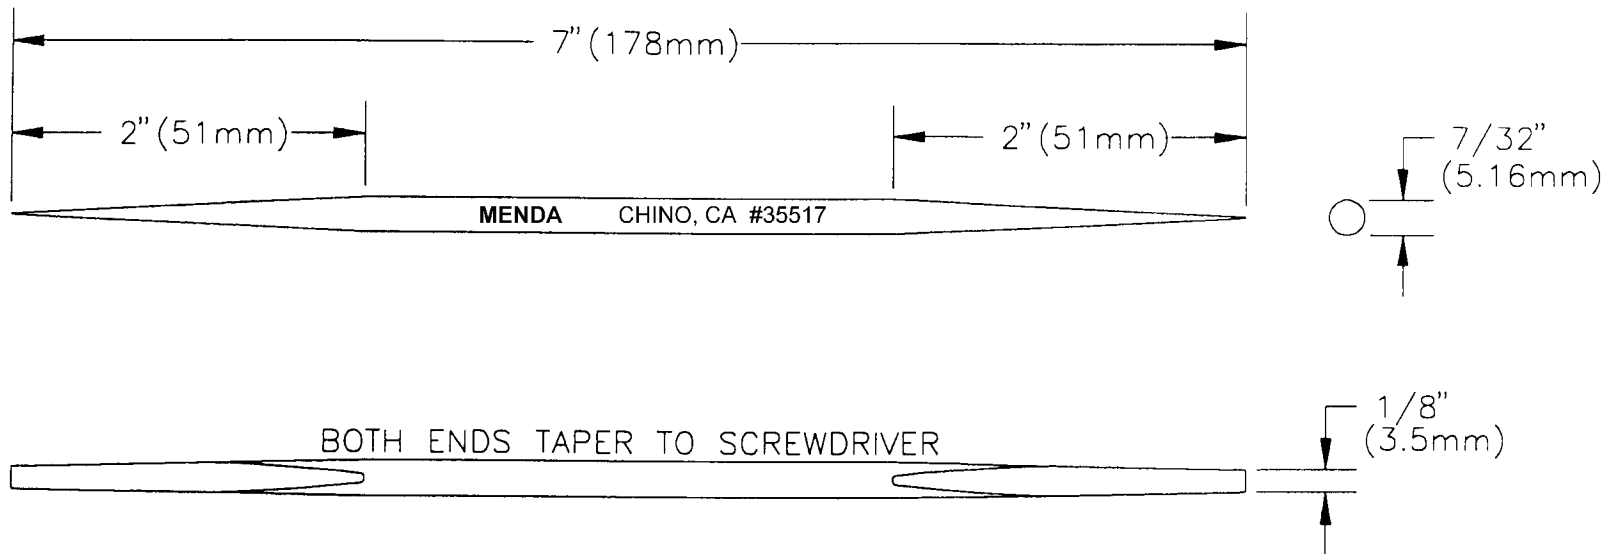 7"(178mm)
2"(51mm)
2"(51mm)
7/32"
(5.16mm)
MENDA CHINO, CA #35517
BOTH ENDS TAPER TO SCREWDRIVER
1/8"
(3.5mm)